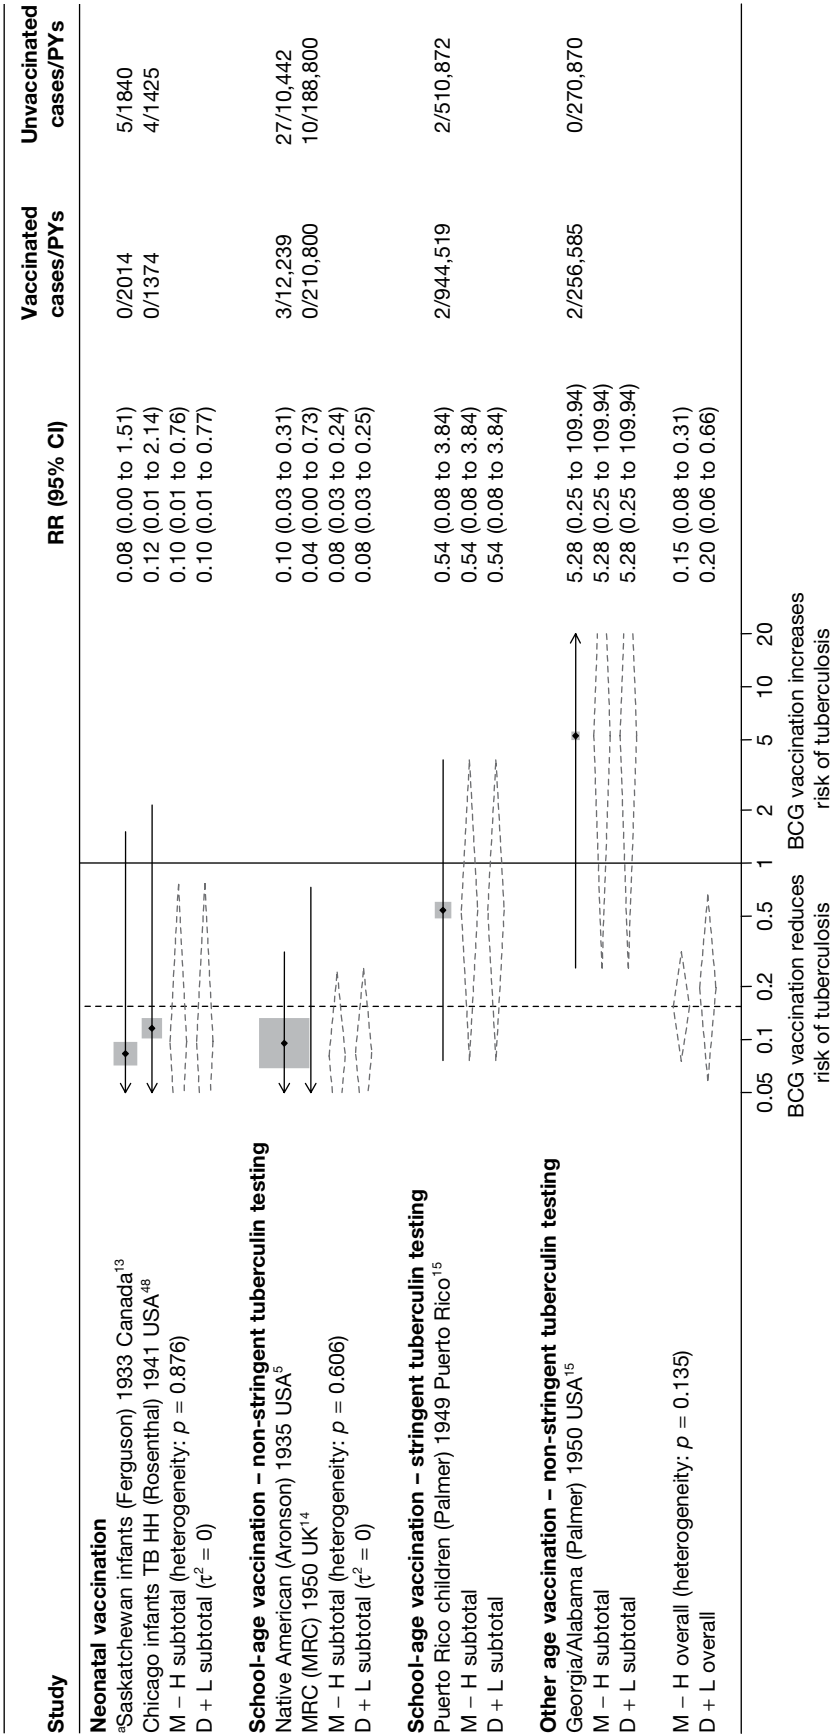 Study RR (95% CI) Vaccinated cases/PYs Unvaccinated cases/PYs
Neonatal vaccination
ᵃSaskatchewan infants (Ferguson) 1933 Canada¹³ 0.08 (0.00 to 1.51) 0/2014 5/1840
Chicago infants TB HH (Rosenthal) 1941 USA⁴⁸ 0.12 (0.01 to 2.14) 0/1374 4/1425
M – H subtotal (heterogeneity: p = 0.876) 0.10 (0.01 to 0.76)
D + L subtotal (τ² = 0) 0.10 (0.01 to 0.77)
School-age vaccination – non-stringent tuberculin testing
Native American (Aronson) 1935 USA⁵ 0.10 (0.03 to 0.31) 3/12,239 27/10,442
MRC (MRC) 1950 UK¹⁴ 0.04 (0.00 to 0.73) 0/210,800 10/188,800
M – H subtotal (heterogeneity: p = 0.606) 0.08 (0.03 to 0.24)
D + L subtotal (τ² = 0) 0.08 (0.03 to 0.25)
School-age vaccination – stringent tuberculin testing
Puerto Rico children (Palmer) 1949 Puerto Rico¹⁵ 0.54 (0.08 to 3.84) 2/944,519 2/510,872
M – H subtotal 0.54 (0.08 to 3.84)
D + L subtotal 0.54 (0.08 to 3.84)
Other age vaccination – non-stringent tuberculin testing
Georgia/Alabama (Palmer) 1950 USA¹⁵ 5.28 (0.25 to 109.94) 2/256,585 0/270,870
M – H subtotal 5.28 (0.25 to 109.94)
D + L subtotal 5.28 (0.25 to 109.94)
M – H overall (heterogeneity: p = 0.135) 0.15 (0.08 to 0.31)
D + L overall 0.20 (0.06 to 0.66)
0.05 0.1 0.2 0.5 1 2 5 10 20
BCG vaccination reduces BCG vaccination increases
risk of tuberculosis risk of tuberculosis